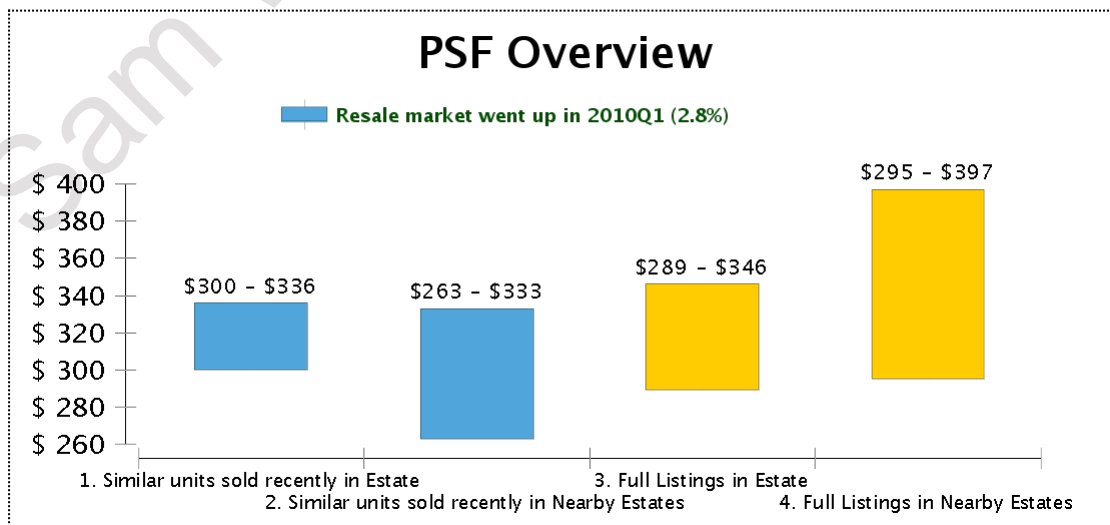 PSF Overview
Resale market went up in 2010Q1 (2.8%)
Sam
$ 400
$ 380
$ 360
$ 340
$ 320
$ 300
$ 280
$ 260
$300 – $336
$263 – $333
$289 – $346
$295 – $397
1. Similar units sold recently in Estate
2. Similar units sold recently in Nearby Estates
3. Full Listings in Estate
4. Full Listings in Nearby Estates